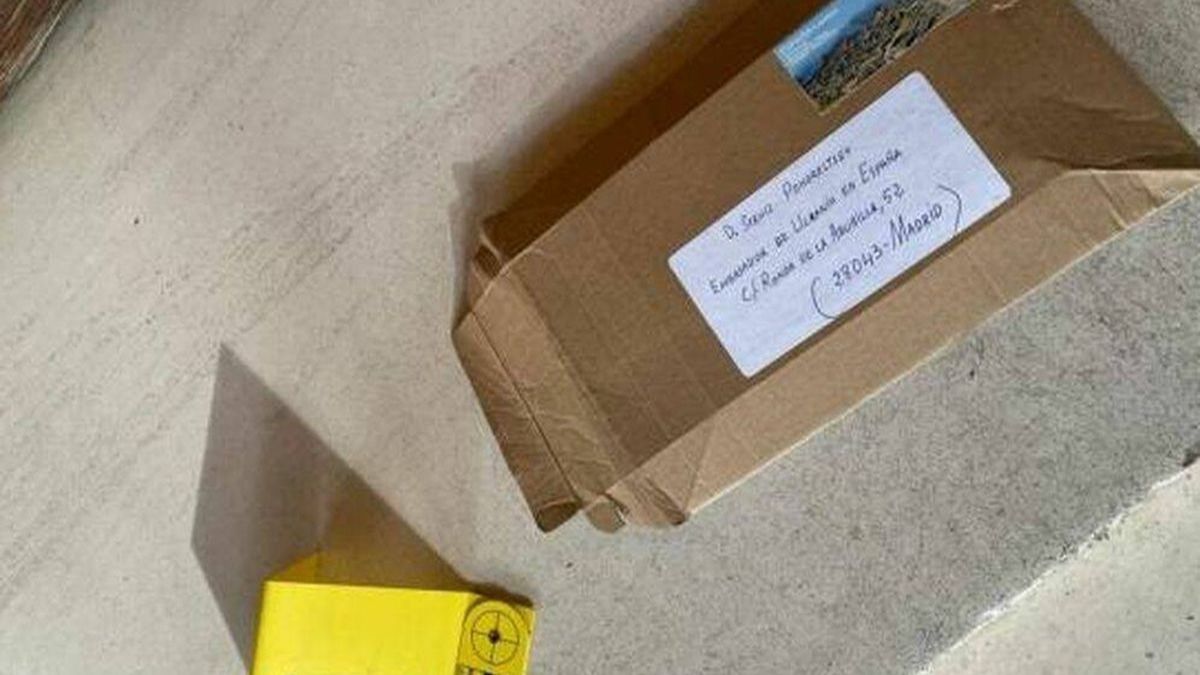 D. SERHII POHORELTSEV
EMBAJADOR DE UCRANIA EN ESPAÑA
C/ RONDA DE LA ABUBILLA, 52
(28043-MADRID)